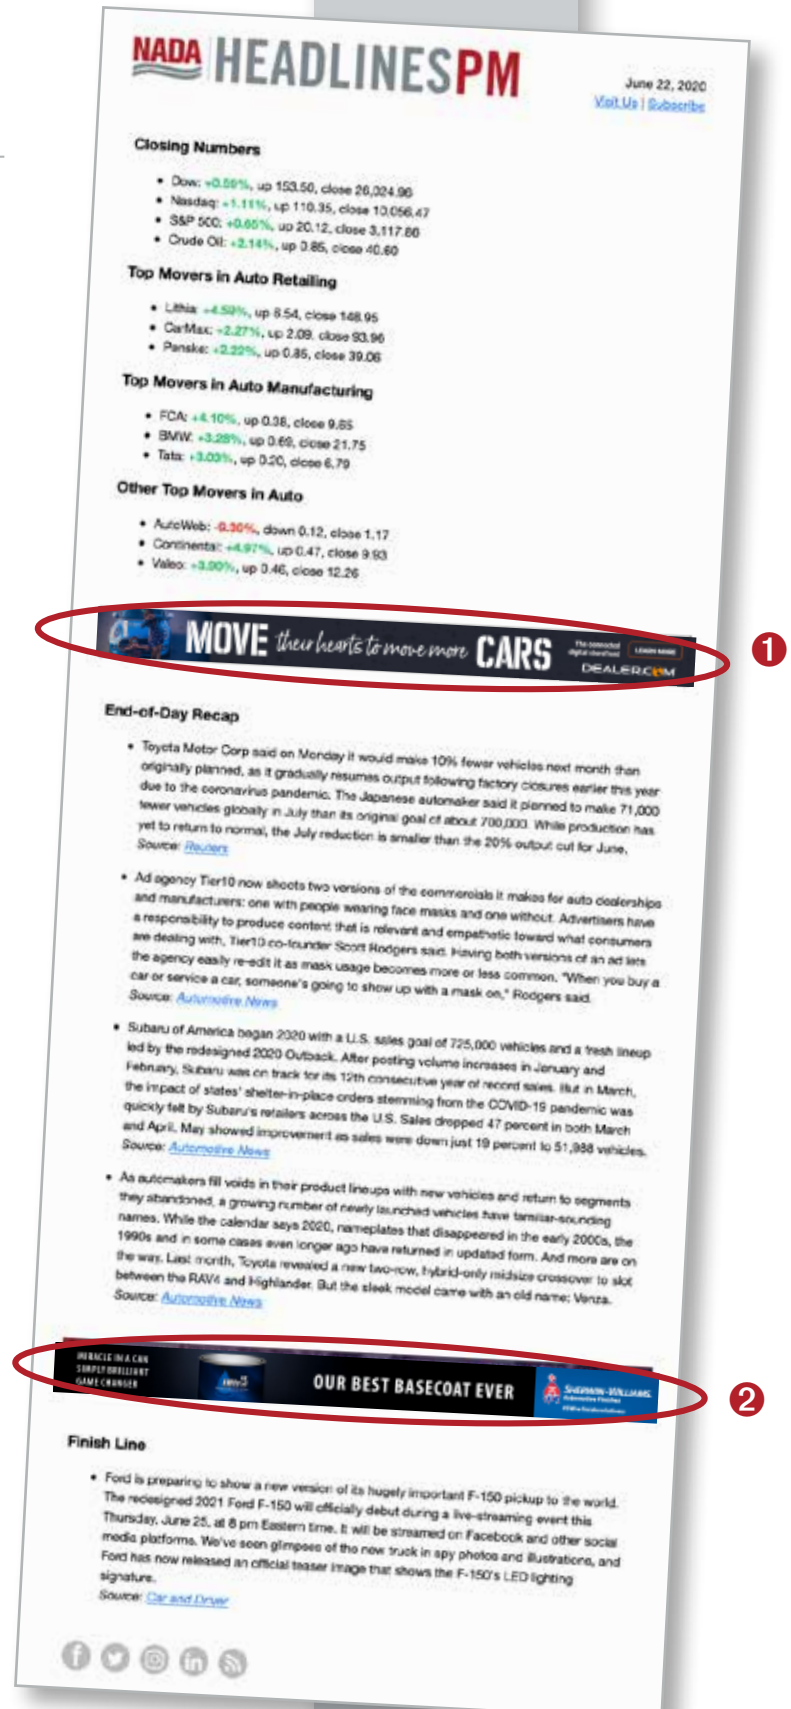 NADA HEADLINESPM
June 22, 2020
Visit Us | Subscribe
Closing Numbers
• Dow: +0.59%, up 153.50, close 26,024.96
• Nasdaq: +1.11%, up 110.35, close 10,056.47
• S&P 500: +0.65%, up 20.12, close 3,117.86
• Crude Oil: +2.14%, up 0.85, close 40.60
Top Movers in Auto Retailing
• Lithia: +4.59%, up 6.54, close 148.95
• CarMax: +2.27%, up 2.09, close 93.96
• Penske: +2.22%, up 0.85, close 39.06
Top Movers in Auto Manufacturing
• FCA: +4.10%, up 0.38, close 9.65
• BMW: +3.28%, up 0.69, close 21.75
• Tata: +3.03%, up 0.20, close 6.79
Other Top Movers in Auto
• AutoWeb: -9.30%, down 0.12, close 1.17
• Continental: +4.97%, up 0.47, close 9.93
• Valeo: +3.90%, up 0.46, close 12.26
MOVE their hearts to move more CARS
The connected
digital storefront
LEARN MORE
DEALER.COM
1
End-of-Day Recap
• Toyota Motor Corp said on Monday it would make 10% fewer vehicles next month than
originally planned, as it gradually resumes output following factory closures earlier this year
due to the coronavirus pandemic. The Japanese automaker said it planned to make 71,000
fewer vehicles globally in July than its original goal of about 700,000. While production has
yet to return to normal, the July reduction is smaller than the 20% output cut for June.
Source: Reuters
• Ad agency Tier10 now shoots two versions of the commercials it makes for auto dealerships
and manufacturers: one with people wearing face masks and one without. Advertisers have
a responsibility to produce content that is relevant and empathetic toward what consumers
are dealing with, Tier10 co-founder Scott Rodgers said. Having both versions of an ad lets
the agency easily re-edit it as mask usage becomes more or less common. "When you buy a
car or service a car, someone's going to show up with a mask on," Rodgers said.
Source: Automotive News
• Subaru of America began 2020 with a U.S. sales goal of 725,000 vehicles and a fresh lineup
led by the redesigned 2020 Outback. After posting volume increases in January and
February, Subaru was on track for its 12th consecutive year of record sales. But in March,
the impact of states' shelter-in-place orders stemming from the COVID-19 pandemic was
quickly felt by Subaru's retailers across the U.S. Sales dropped 47 percent in both March
and April. May showed improvement as sales were down just 19 percent to 51,988 vehicles.
Source: Automotive News
• As automakers fill voids in their product lineups with new vehicles and return to segments
they abandoned, a growing number of newly launched vehicles have familiar-sounding
names. While the calendar says 2020, nameplates that disappeared in the early 2000s, the
1990s and in some cases even longer ago have returned in updated form. And more are on
the way. Last month, Toyota revealed a new two-row, hybrid-only midsize crossover to slot
between the RAV4 and Highlander. But the sleek model came with an old name: Venza.
Source: Automotive News
MIRACLE IN A CAN
SIMPLY BRILLIANT
GAME CHANGER
OUR BEST BASECOAT EVER
SHERWIN-WILLIAMS.
Automotive Finishes
2
Finish Line
• Ford is preparing to show a new version of its hugely important F-150 pickup to the world.
The redesigned 2021 Ford F-150 will officially debut during a live-streaming event this
Thursday, June 25, at 8 pm Eastern time. It will be streamed on Facebook and other social
media platforms. We've seen glimpses of the new truck in spy photos and illustrations, and
Ford has now released an official teaser image that shows the F-150's LED lighting
signature.
Source: Car and Driver